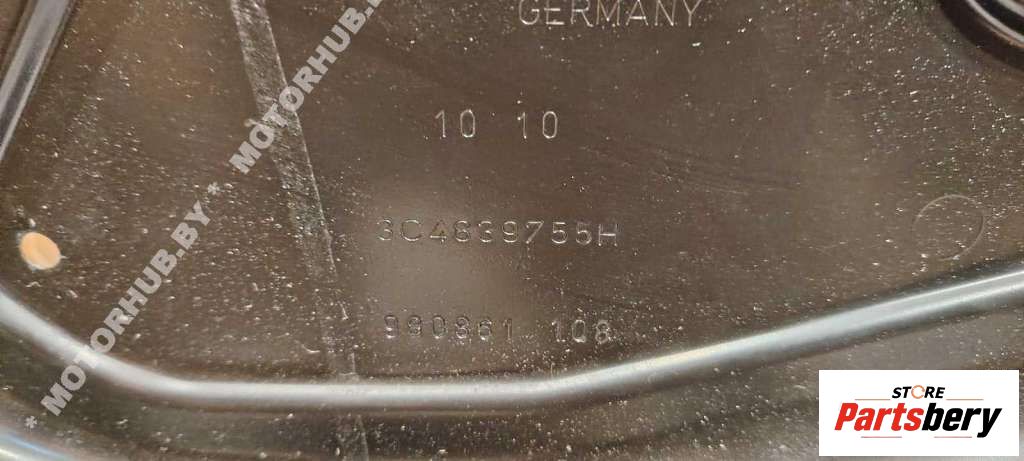 GERMANY
10 10
3C4839755H
990861 108
* MOTORHUB.BY * MOTORHUB.BY
STORE
Partsbery